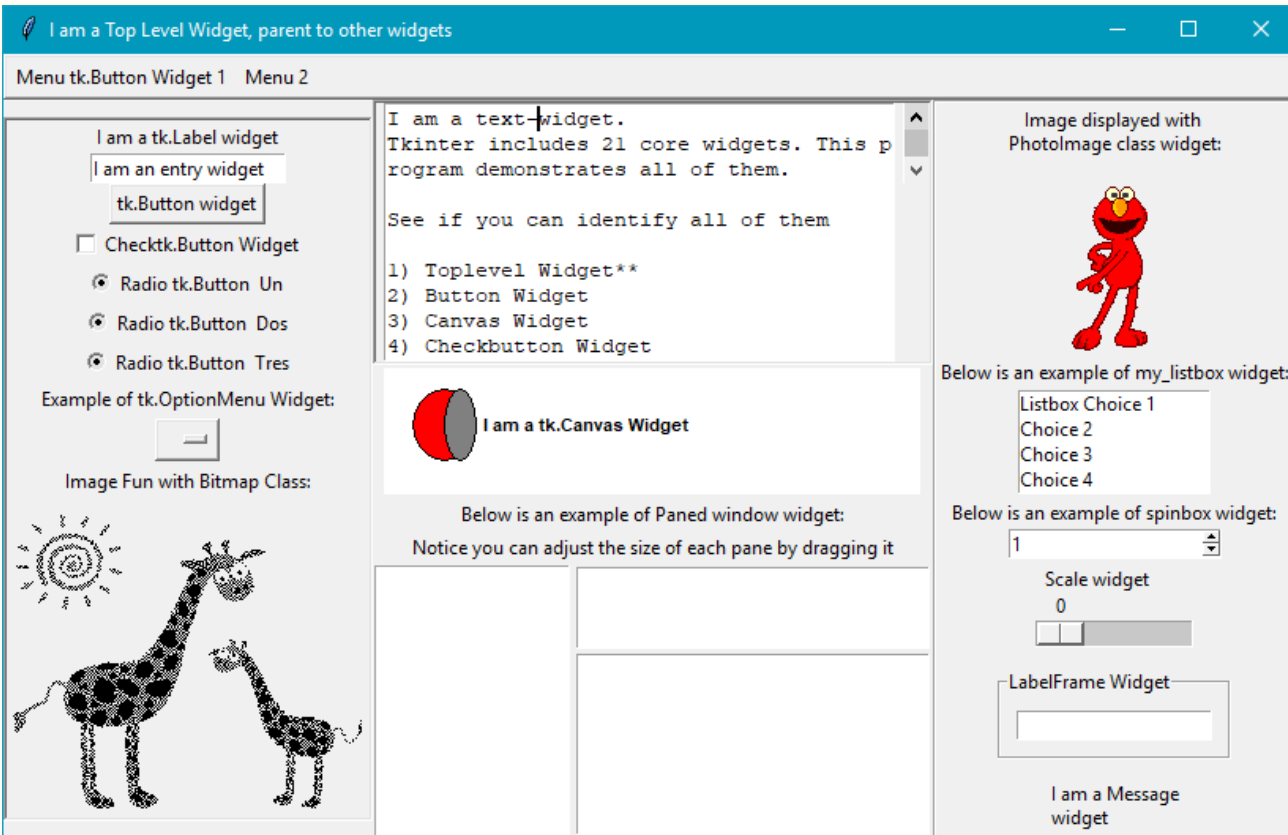 I am a Top Level Widget, parent to other widgets
Menu tk.Button Widget 1 Menu 2
I am a tk.Label widget
I am an entry widget
tk.Button widget
Checktk.Button Widget
Radio tk.Button Un
Radio tk.Button Dos
Radio tk.Button Tres
Example of tk.OptionMenu Widget:
Image Fun with Bitmap Class:
I am a text-widget.
Tkinter includes 21 core widgets. This p
rogram demonstrates all of them.
See if you can identify all of them
1) Toplevel Widget**
2) Button Widget
3) Canvas Widget
4) Checkbutton Widget
I am a tk.Canvas Widget
Below is an example of Paned window widget:
Notice you can adjust the size of each pane by dragging it
Image displayed with
PhotoImage class widget:
Below is an example of my_listbox widget:
Listbox Choice 1
Choice 2
Choice 3
Choice 4
Below is an example of spinbox widget:
1
Scale widget
0
LabelFrame Widget
I am a Message
widget